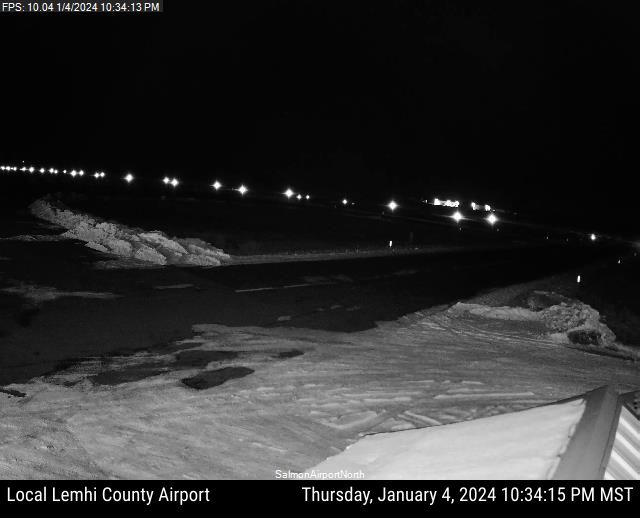 FPS: 10.04 1/4/2024 10:34:13 PM
SalmonAirportNorth
Local Lemhi County Airport Thursday, January 4, 2024 10:34:15 PM MST